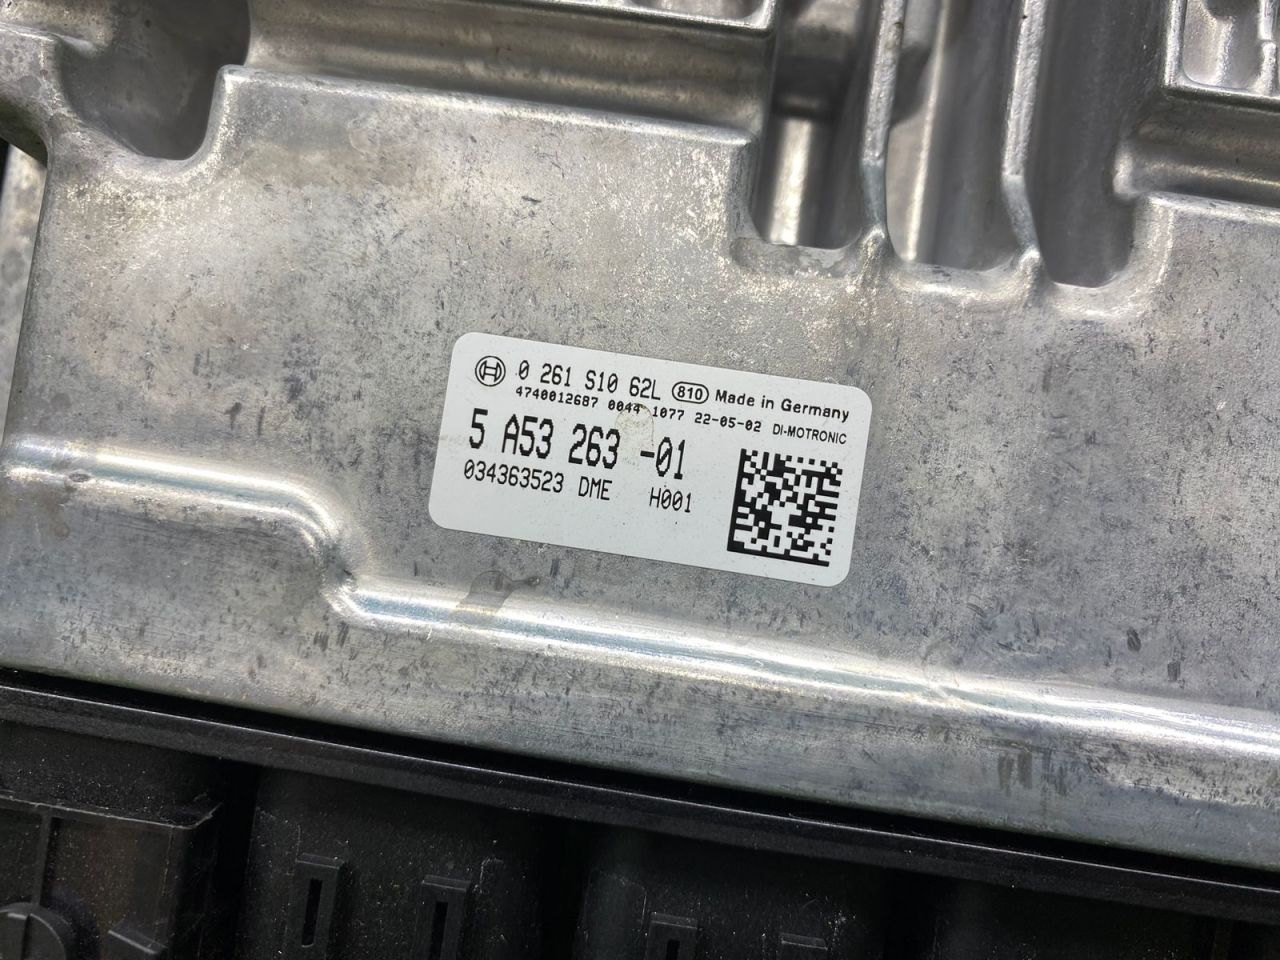 0 261 S10 62L 810 Made in Germany
4740012687 0044 1077 22-05-02 DI-MOTRONIC
5 A53 263 -01
034363523 DME H001